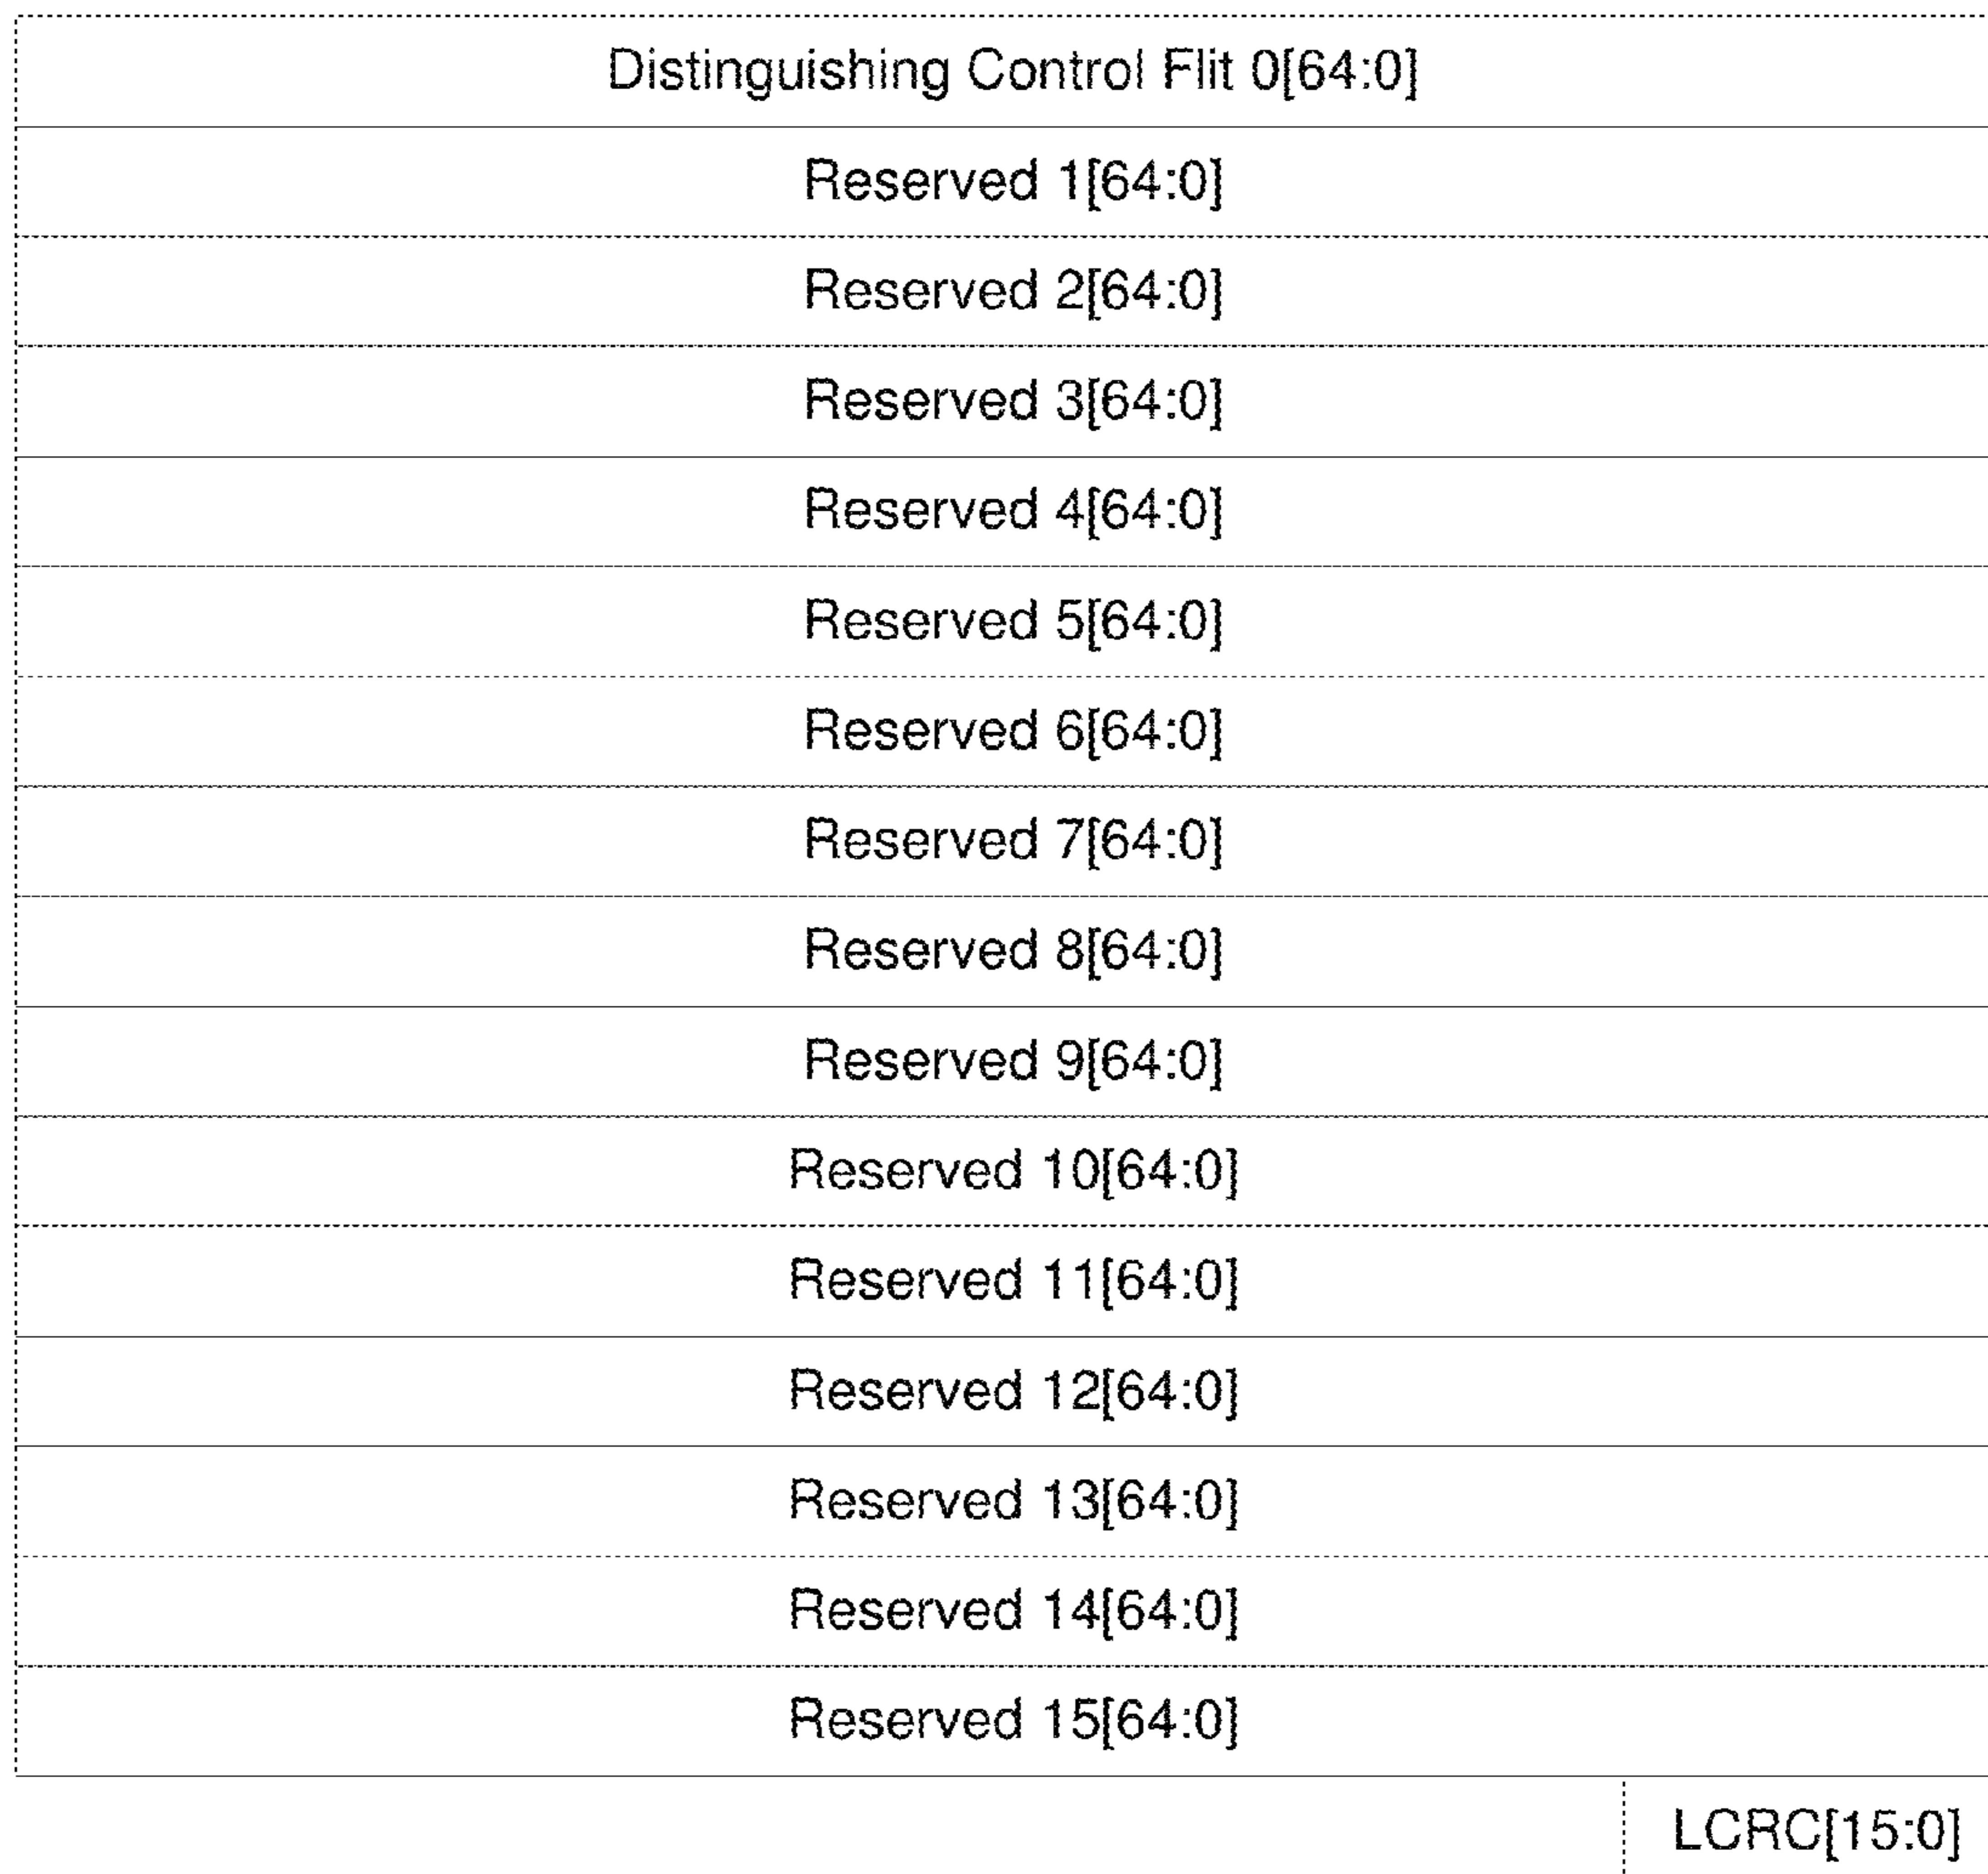 Distinguishing Control Flit 0[64:0]
Reserved 1[64:0]
Reserved 2[64:0]
Reserved 3[64:0]
Reserved 4[64:0]
Reserved 5[64:0]
Reserved 6[64:0]
Reserved 7[64:0]
Reserved 8[64:0]
Reserved 9[64:0]
Reserved 10[64:0]
Reserved 11[64:0]
Reserved 12[64:0]
Reserved 13[64:0]
Reserved 14[64:0]
Reserved 15[64:0]
LCRC[15:0]